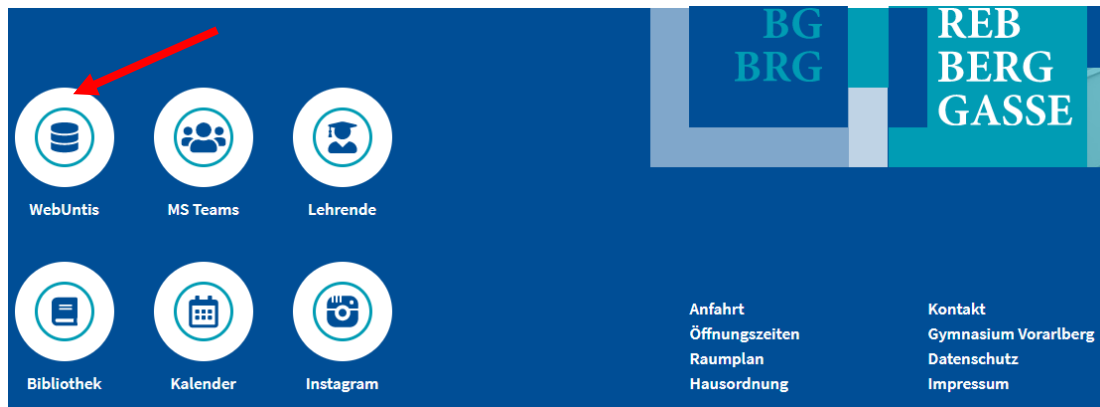 BG
BRG
REB
BERG
GASSE
WebUntis
MS Teams
Lehrende
Bibliothek
Kalender
Instagram
Anfahrt
Öffnungszeiten
Raumplan
Hausordnung
Kontakt
Gymnasium Vorarlberg
Datenschutz
Impressum